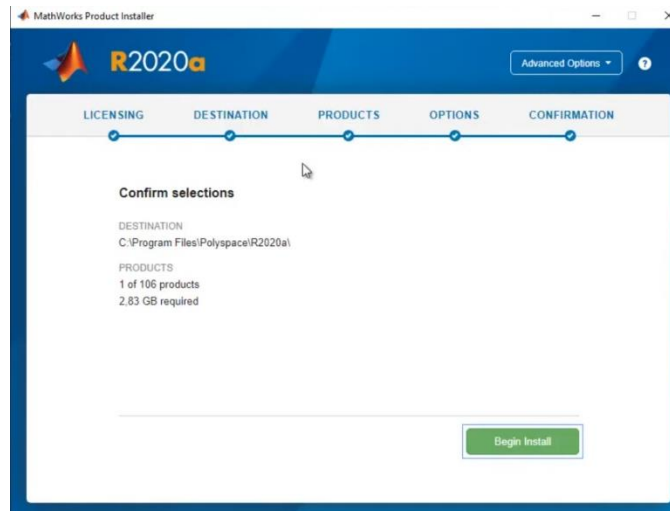 MathWorks Product Installer
R2020a
Advanced Options
?
LICENSING DESTINATION PRODUCTS OPTIONS CONFIRMATION
Confirm selections
DESTINATION
C:\Program Files\Polyspace\R2020a\
PRODUCTS
1 of 106 products
2,83 GB required
Begin Install